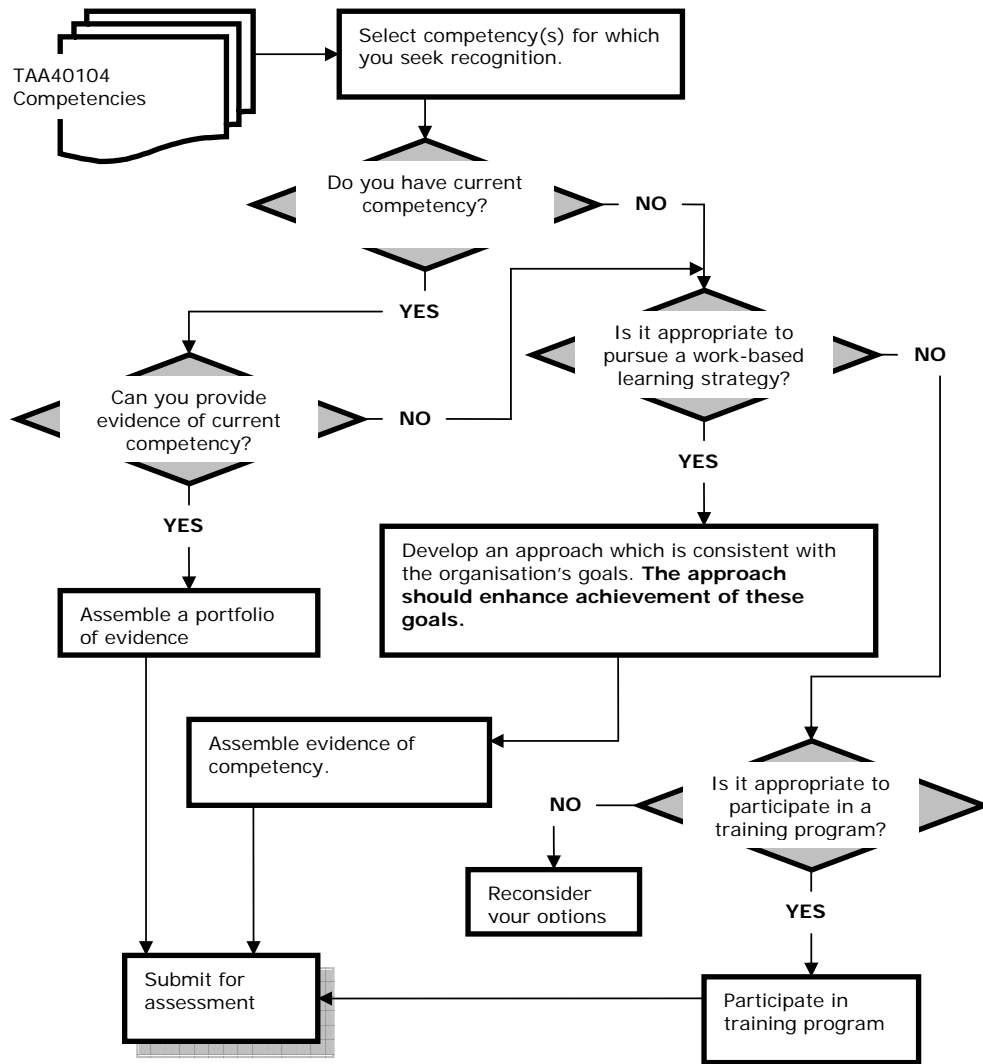 TAA40104
Competencies
Select competency(s) for which
you seek recognition.
Do you have current
competency?
NO
YES
Is it appropriate to
pursue a work-based
learning strategy?
NO
Can you provide
evidence of current
competency?
NO
YES
YES
Develop an approach which is consistent with
the organisation's goals. The approach
should enhance achievement of these
goals.
Assemble a portfolio
of evidence
Assemble evidence of
competency.
Is it appropriate to
participate in a
training program?
NO
Reconsider
your options
YES
Submit for
assessment
Participate in
training program